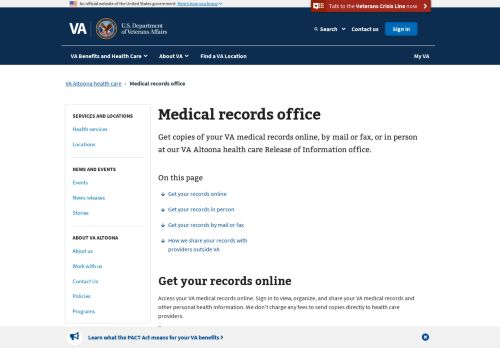 An official website of the United States government Here's how you know
Talk to the Veterans Crisis Line now
VA
U.S. Department
of Veterans Affairs
Search
Contact us
Sign in
VA Benefits and Health Care
About VA
Find a VA Location
My VA
VA Altoona health care › Medical records office
SERVICES AND LOCATIONS
Health services
Locations
NEWS AND EVENTS
Events
News releases
Stories
ABOUT VA ALTOONA
About us
Work with us
Contact Us
Policies
Programs
Medical records office
Get copies of your VA medical records online, by mail or fax, or in person
at our VA Altoona health care Release of Information office.
On this page
Get your records online
Get your records in person
Get your records by mail or fax
How we share your records with
providers outside VA
Get your records online
Access your VA medical records online. Sign in to view, organize, and share your VA medical records and
other personal health information. We don't charge any fees to send copies directly to health care
providers.
Learn what the PACT Act means for your VA benefits